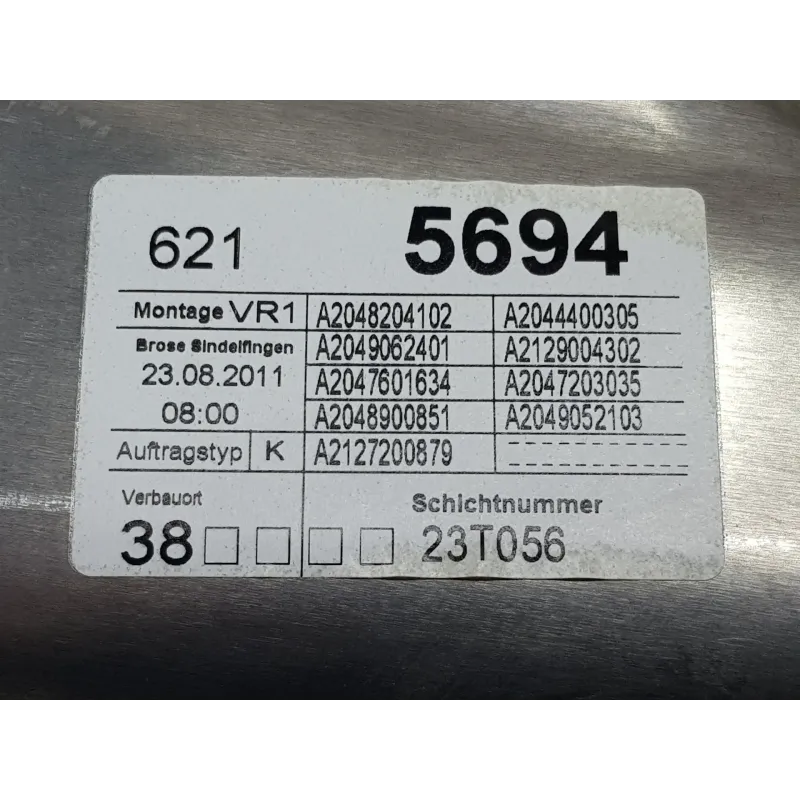 621 5694
Montage VR1 A2048204102 A2044400305
Brose Sindelfingen A2049062401 A2129004302
23.08.2011 A2047601634 A2047203035
08:00 A2048900851 A2049052103
Auftragstyp K A2127200879
Verbauort Schichtnummer
38 23T056